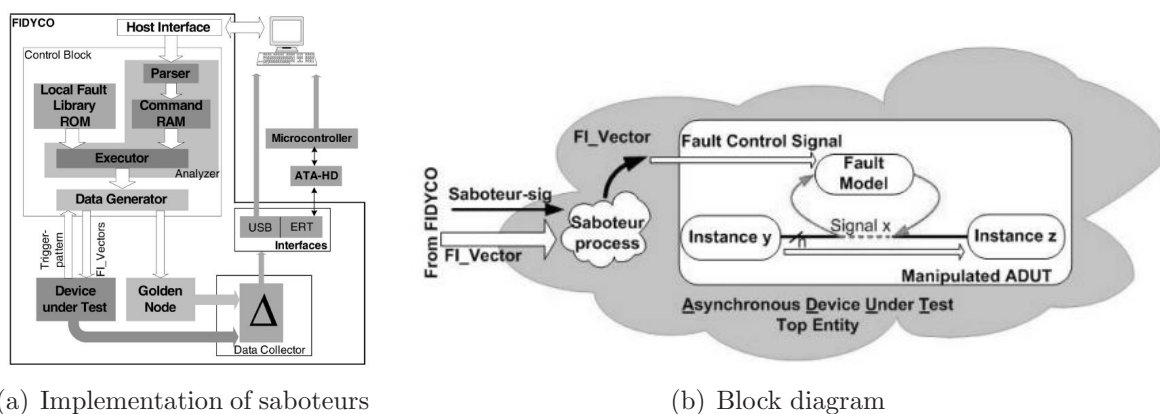 FIDYCO
Host Interface
Control Block
Parser
Local Fault
Library
ROM
Command
RAM
Executor
Analyzer
Data Generator
Trigger-
pattern
FI_Vectors
Device
under Test
Golden
Node
Δ
Data Collector
Microcontroller
ATA-HD
USB
ERT
Interfaces
a) Implementation of saboteurs
From FIDYCO
Saboteur-sig
FI_Vector
Saboteur
process
FI_Vector
Fault Control Signal
Fault
Model
Instance y
Signal x
n
Instance z
Manipulated ADUT
Asynchronous Device Under Test
Top Entity
(b) Block diagram